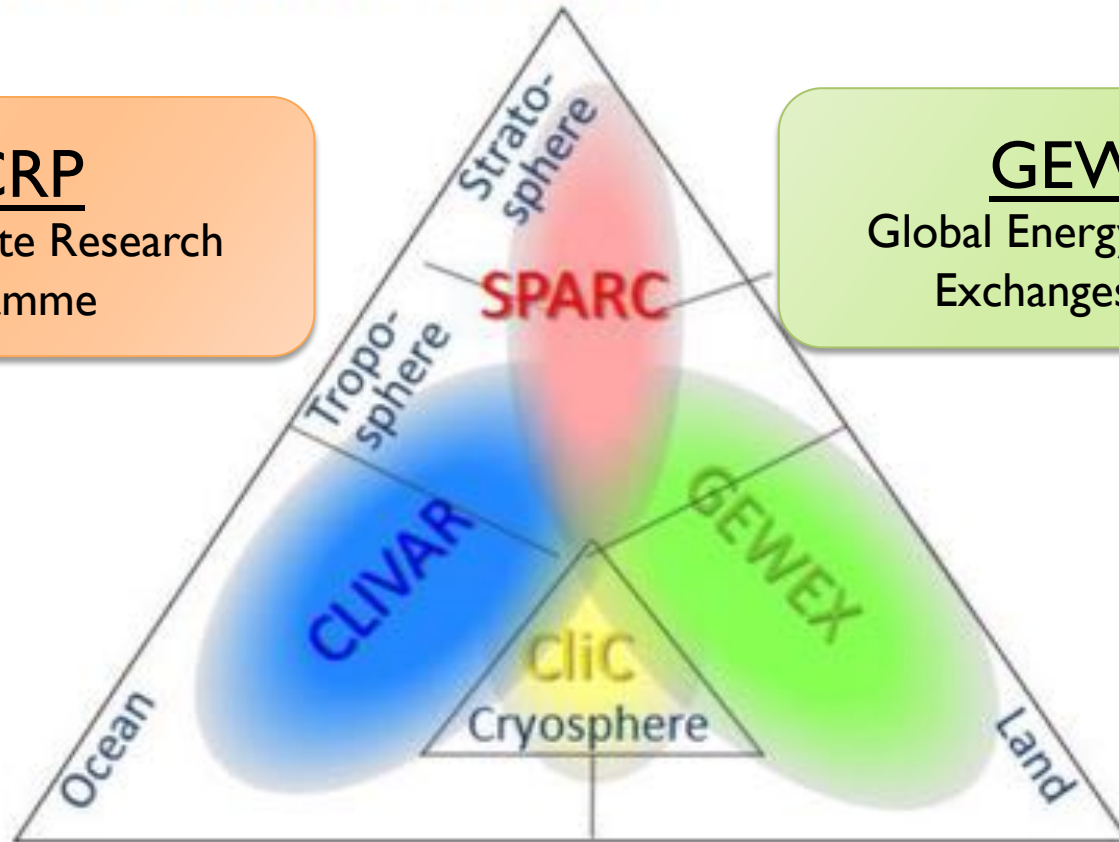 Strato-
sphere
CRP
te Research
amme
GEW
Global Energy
Exchanges
SPARC
Tropo-
sphere
CLIVAR
GEWEX
CliC
Cryosphere
Ocean
Land